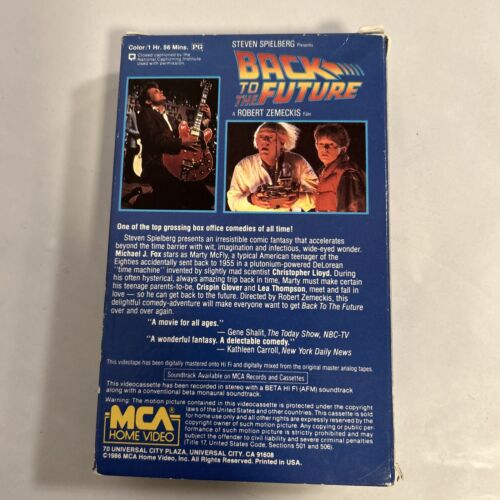 Color/1 Hr. 56 Mins. PG
Closed captioned by the
National Captioning Institute
Used with permission.
STEVEN SPIELBERG Presents
BACK
TO
THE FUTURE
A ROBERT ZEMECKIS Film
One of the top grossing box office comedies of all time!
Steven Spielberg presents an irresistible comic fantasy that accelerates
beyond the time barrier with wit, imagination and infectious, wide-eyed wonder.
Michael J. Fox stars as Marty McFly, a typical American teenager of the
Eighties accidentally sent back to 1955 in a plutonium-powered DeLorean
"time machine" invented by slightly mad scientist Christopher Lloyd. During
his often hysterical, always amazing trip back in time, Marty must make certain
his teenage parents-to-be, Crispin Glover and Lea Thompson, meet and fall in
love — so he can get back to the future. Directed by Robert Zemeckis, this
delightful comedy-adventure will make everyone want to get Back To The Future
over and over again.
"A movie for all ages."
— Gene Shalit, The Today Show, NBC-TV
"A wonderful fantasy. A delectable comedy."
— Kathleen Carroll, New York Daily News
This videotape has been digitally mastered onto Hi Fi and digitally mixed from the original master analog tapes.
Soundtrack Available on MCA Records and Cassettes
This videocassette has been recorded in stereo with a BETA HI FI (AFM) soundtrack
along with a conventional beta monaural soundtrack.
Warning: The motion picture contained in this videocassette is protected under the copyright
laws of the United States and other countries. This cassette is sold
for home use only and all other rights are expressly reserved by the
copyright owner of such motion picture. Any copying or public per-
formance of such motion picture is strictly prohibited and may
subject the offender to civil liability and severe criminal penalties
(Title 17, United States Code, Sections 501 and 506).
MCA
HOME VIDEO
70 UNIVERSAL CITY PLAZA, UNIVERSAL CITY, CA 91608
©1986 MCA Home Video, Inc. All Rights Reserved. Printed in USA.